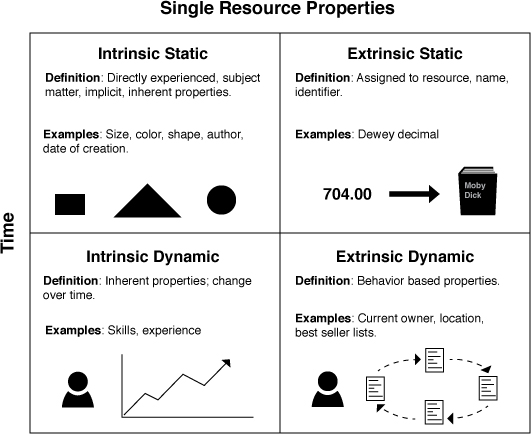 Single Resource Properties
Intrinsic Static
Definition: Directly experienced, subject
matter, implicit, inherent properties.
Examples: Size, color, shape, author,
date of creation.
Extrinsic Static
Definition: Assigned to resource, name,
identifier.
Examples: Dewey decimal
704.00
Moby
Dick
Time
Intrinsic Dynamic
Definition: Inherent properties; change
over time.
Examples: Skills, experience
Extrinsic Dynamic
Definition: Behavior based properties.
Examples: Current owner, location,
best seller lists.